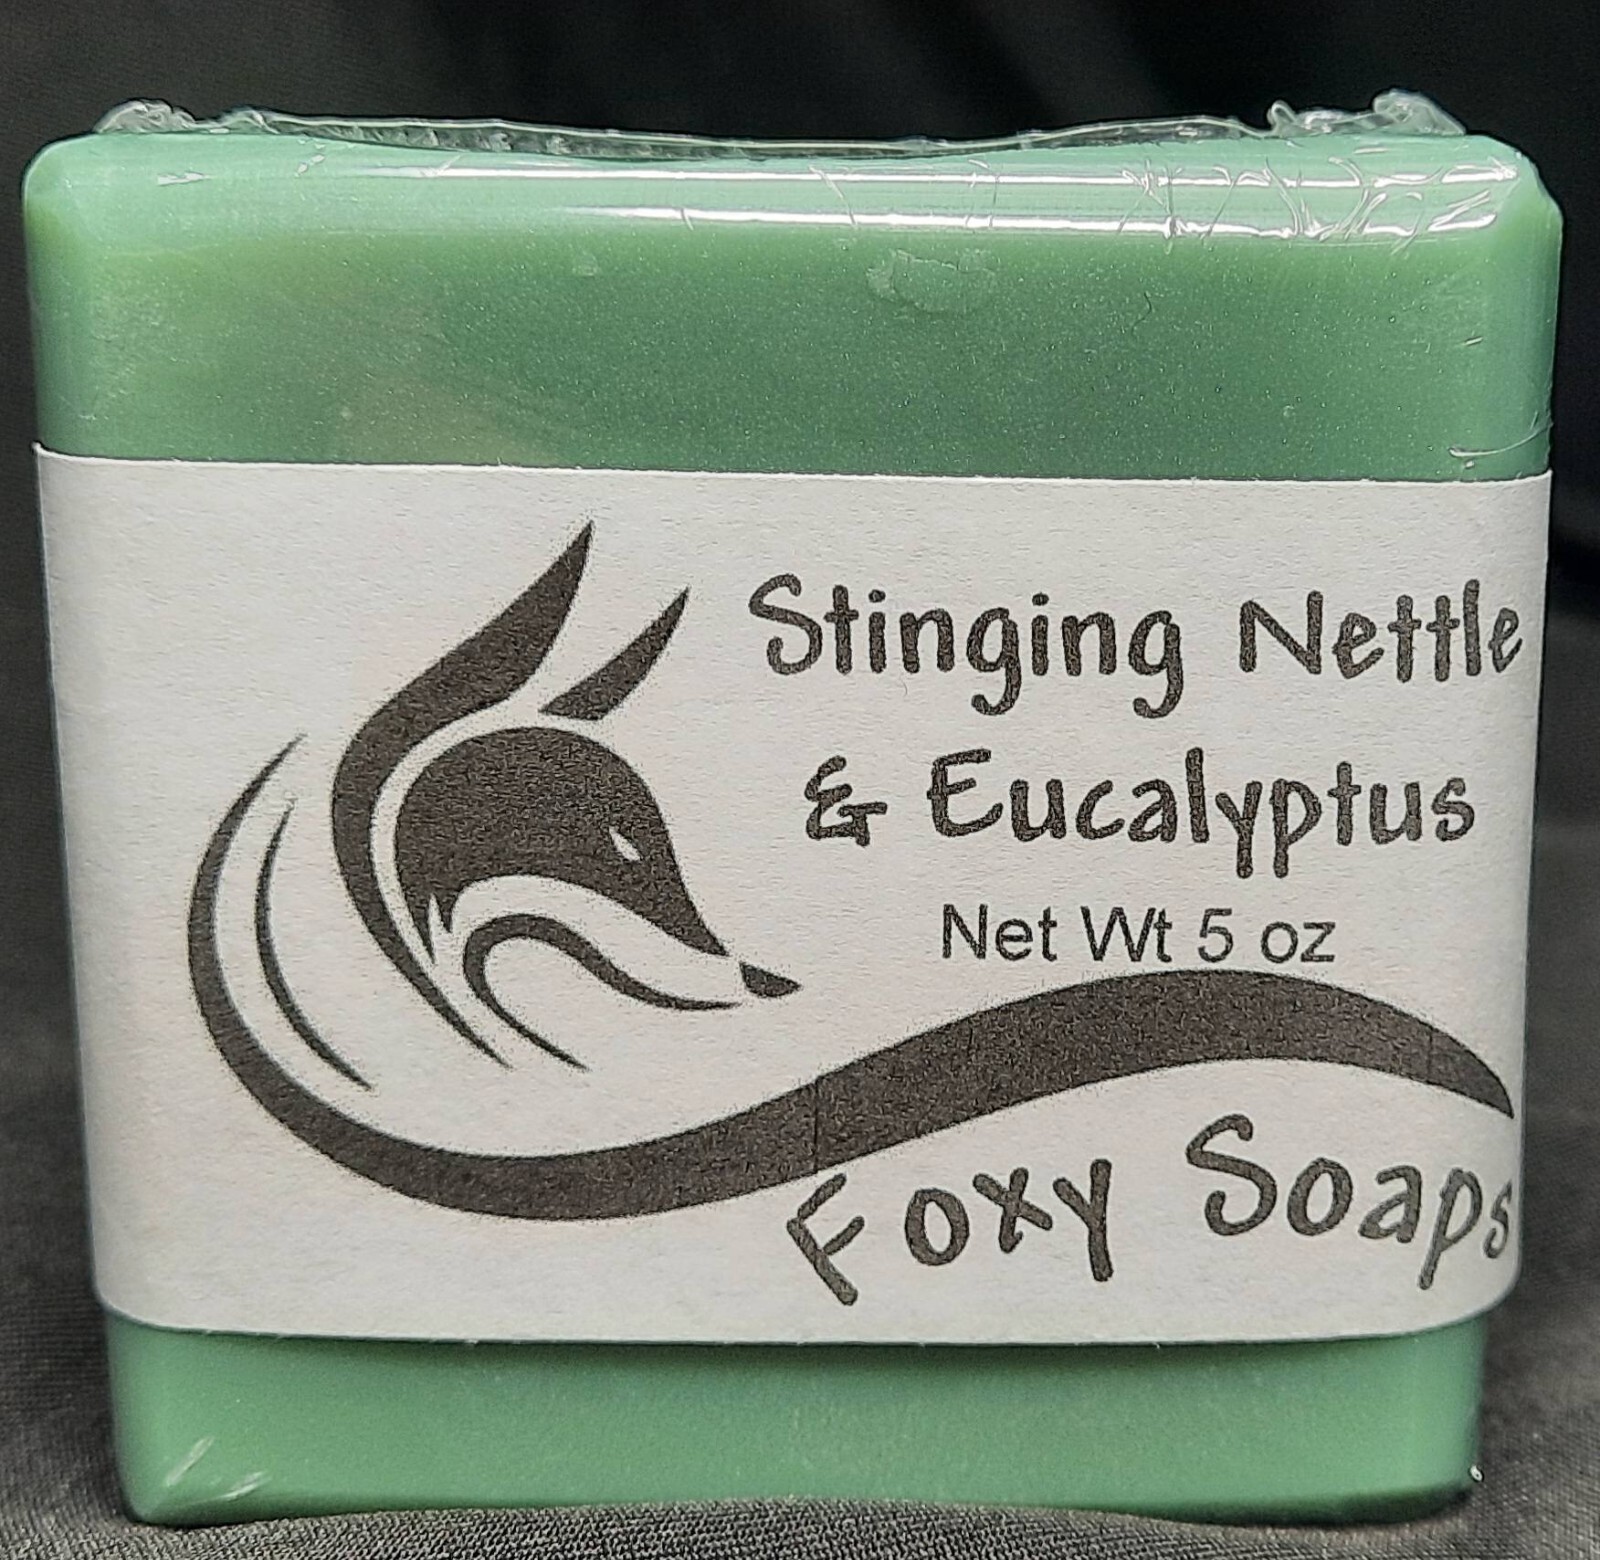 Stinging Nettle
& Eucalyptus
Net Wt 5 oz
Foxy Soaps